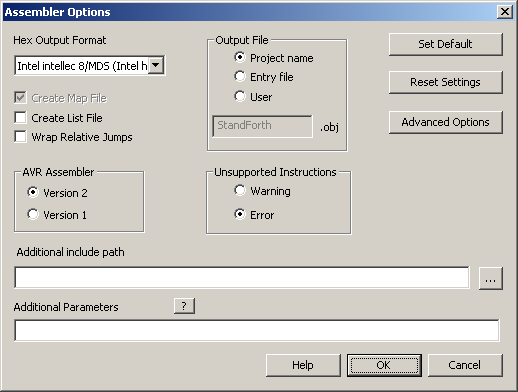 Assembler Options
Hex Output Format
Intel intellec 8/MDS (Intel h
Create Map File
Create List File
Wrap Relative Jumps
Output File
Project name
Entry file
User
StandForth .obj
Set Default
Reset Settings
Advanced Options
AVR Assembler
Version 2
Version 1
Unsupported Instructions
Warning
Error
Additional include path
...
Additional Parameters ?
Help OK Cancel